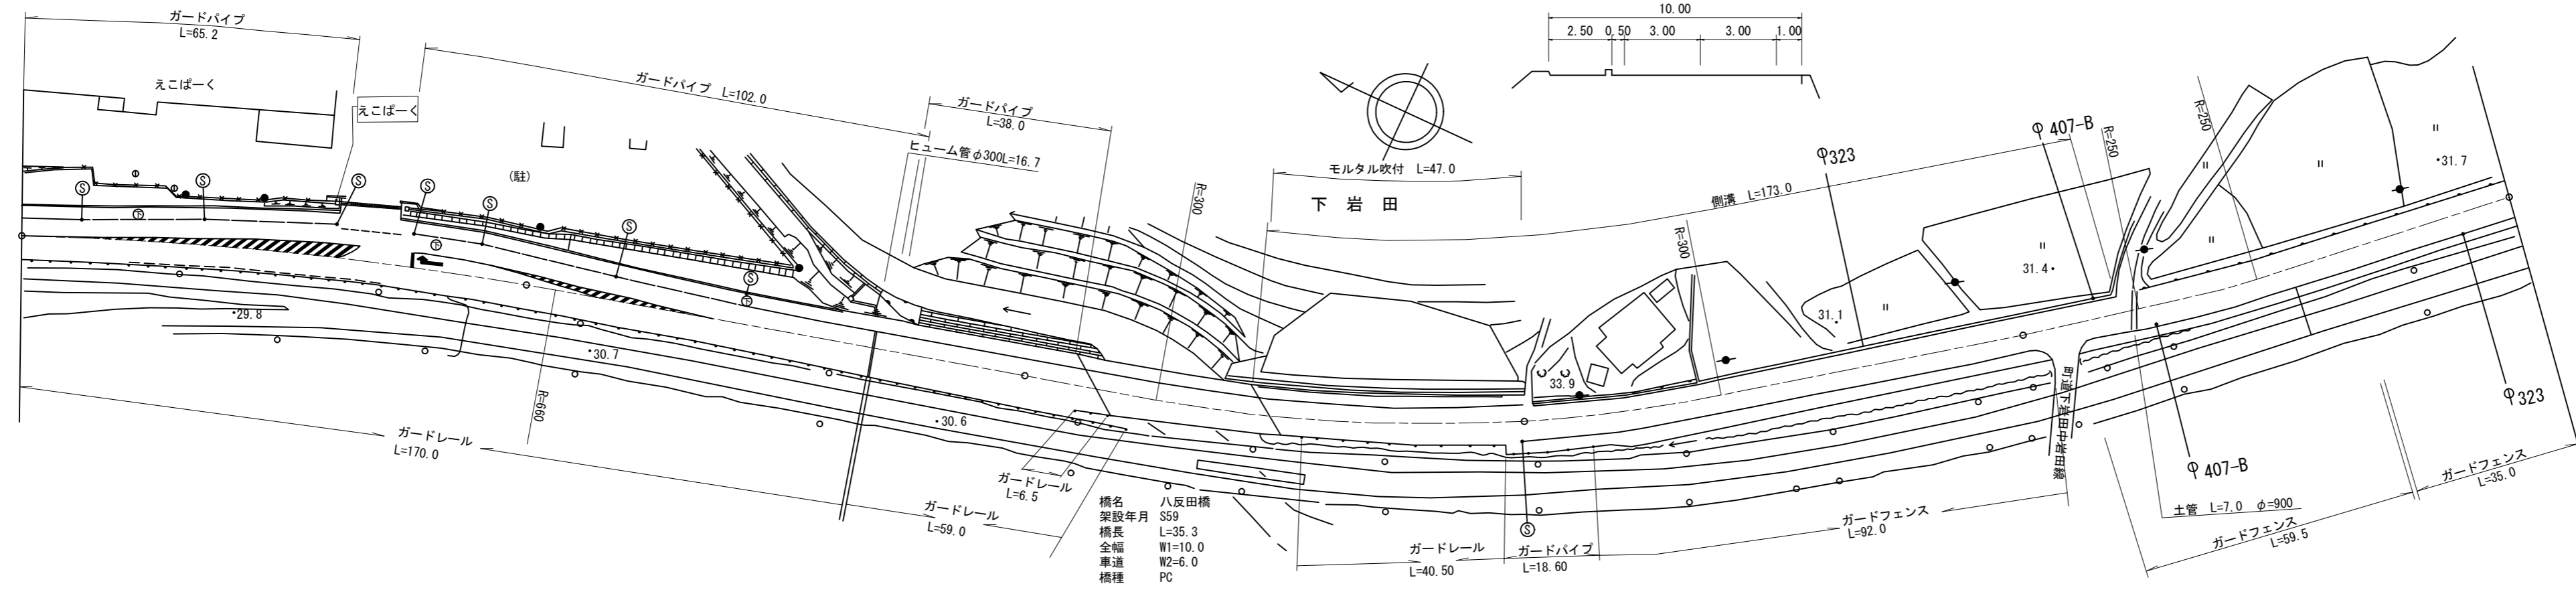 ガードパイプ
L=65.2
えこぱーく
えこぱーく
ガードパイプ L=102.0
(駐)
ガードパイプ
L=38.0
ヒューム管φ300L=16.7
10.00
2.50 0.50 3.00 3.00 1.00
モルタル吹付 L=47.0
下 岩 田
側溝 L=173.0
R=300
R=300
R=250
R=250
323
407-B
31.7
31.4
31.1
33.9
S
S
S
S
S
S
S
下
下
下
29.8
30.7
30.6
R=660
ガードレール
L=170.0
ガードレール
L=59.0
ガードレール
L=6.5
橋名 八反田橋
架設年月 S59
橋長 L=35.3
全幅 W1=10.0
車道 W2=6.0
橋種 PC
ガードレール
L=40.50
ガードパイプ
L=18.60
S
ガードフェンス
L=92.0
町道下岩田中岩田線
407-B
323
土管 L=7.0 φ=900
ガードフェンス
L=59.5
ガードフェンス
L=35.0